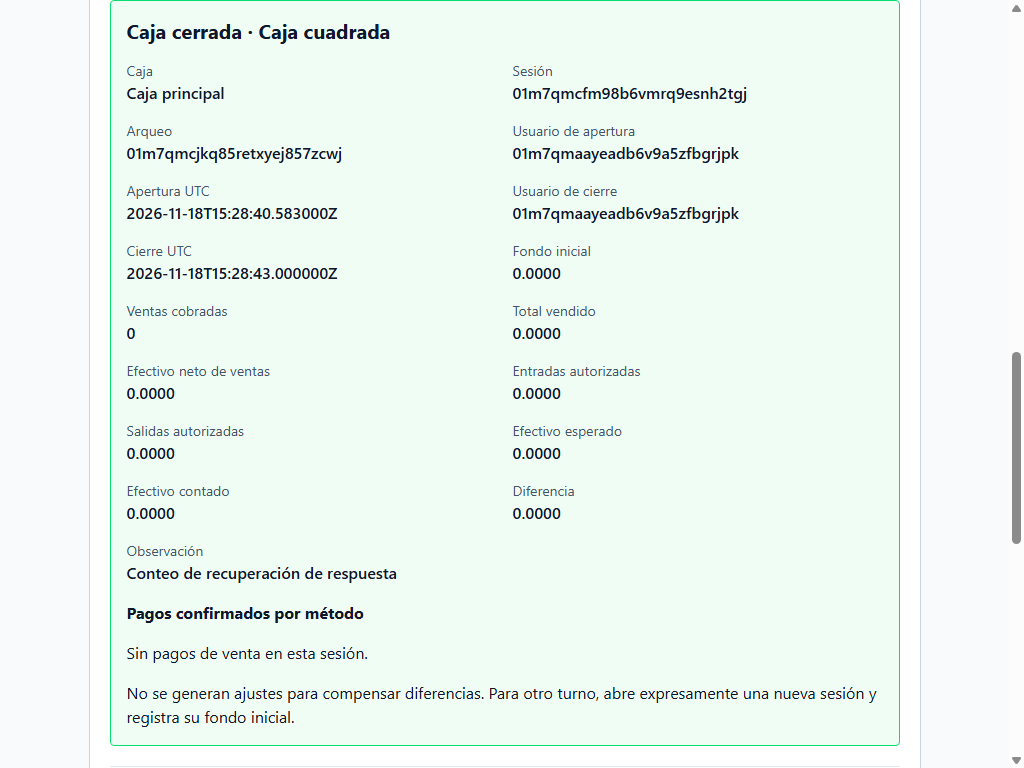 Caja cerrada · Caja cuadrada
Caja
Caja principal
Sesión
01m7qmcfm98b6vmrq9esnh2tgj
Arqueo
01m7qmcjkq85retxyej857zcwj
Usuario de apertura
01m7qmaayeadb6v9a5zfbgrjpk
Apertura UTC
2026-11-18T15:28:40.583000Z
Usuario de cierre
01m7qmaayeadb6v9a5zfbgrjpk
Cierre UTC
2026-11-18T15:28:43.000000Z
Fondo inicial
0.0000
Ventas cobradas
0
Total vendido
0.0000
Efectivo neto de ventas
0.0000
Entradas autorizadas
0.0000
Salidas autorizadas
0.0000
Efectivo esperado
0.0000
Efectivo contado
0.0000
Diferencia
0.0000
Observación
Conteo de recuperación de respuesta
Pagos confirmados por método
Sin pagos de venta en esta sesión.
No se generan ajustes para compensar diferencias. Para otro turno, abre expresamente una nueva sesión y
registra su fondo inicial.